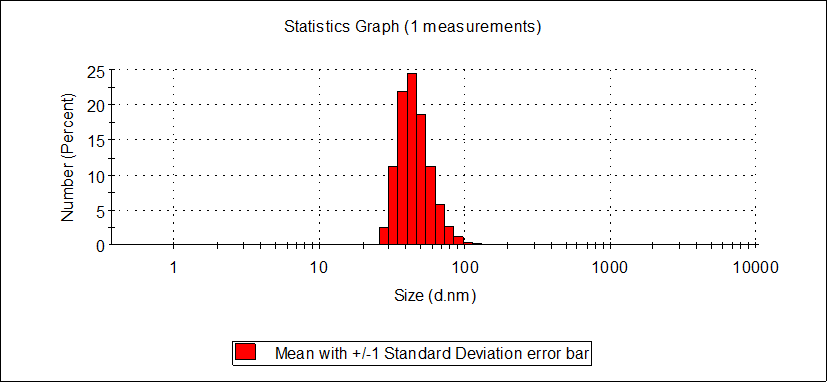 Statistics Graph (1 measurements)
Number (Percent)
25
20
15
10
5
0
1 10 100 1000 10000
Size (d.nm)
Mean with +/-1 Standard Deviation error bar